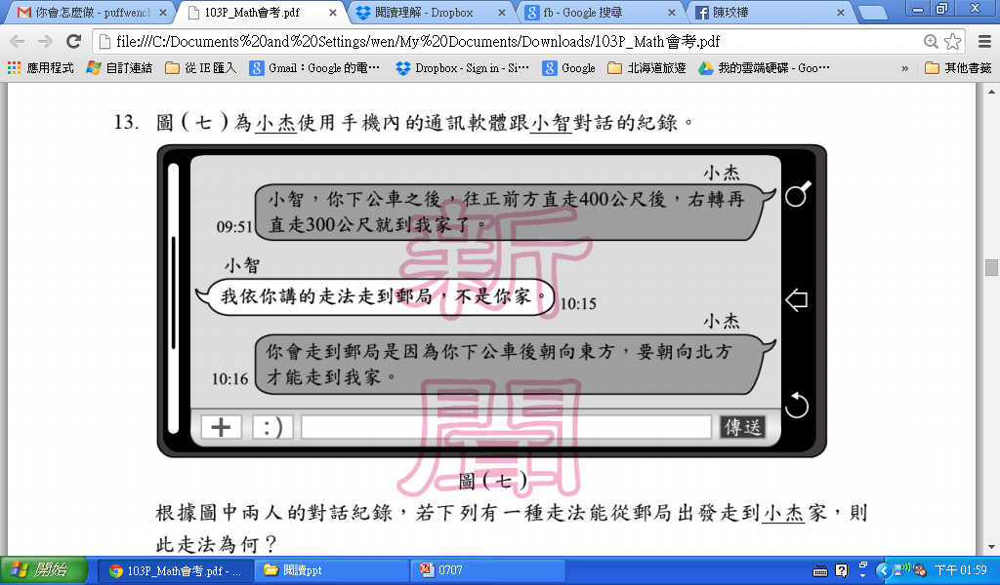 你會怎麼做 - puffwench
103P_Math會考.pdf
閱讀理解 - Dropbox
fb - Google 搜尋
陳玟樺
file:///C:/Documents%20and%20Settings/wen/My%20Documents/Downloads/103P_Math會考.pdf
應用程式 自訂連結 從 IE 匯入 Gmail：Google 的電… Dropbox - Sign in - Si… Google 北海道旅遊 我的雲端硬碟 - Goo… » 其他書籤
13. 圖(七)為小杰使用手機內的通訊軟體跟小智對話的紀錄。
小杰
小智，你下公車之後，往正前方直走400公尺後，右轉再
直走300公尺就到我家了。
09:51
小智
我依你講的走法走到郵局，不是你家。
10:15
小杰
你會走到郵局是因為你下公車後朝向東方，要朝向北方
才能走到我家。
10:16
+ :) 傳送
新聞
圖(七)
根據圖中兩人的對話紀錄，若下列有一種走法能從郵局出發走到小杰家，則
此走法為何？
開始 103P_Math會考.pdf - ... 閱讀ppt 0707 下午 01:59